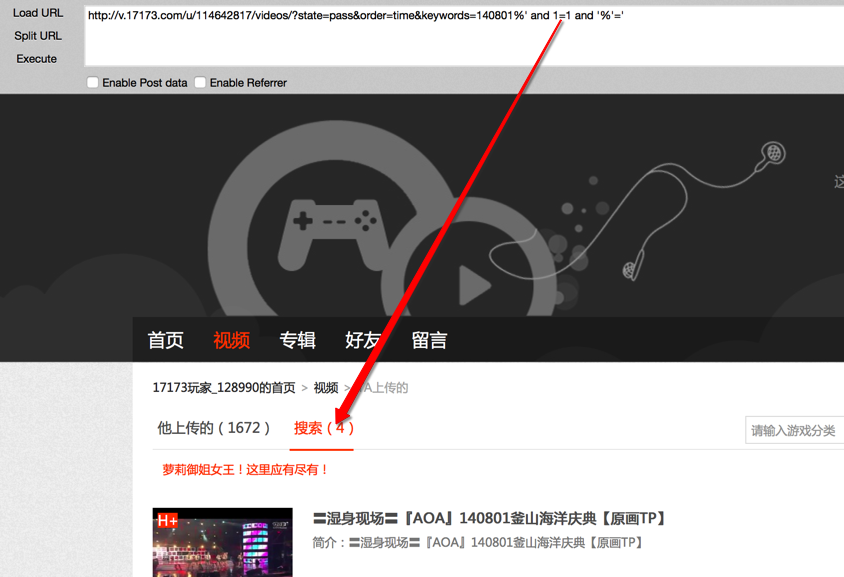 Load URL
http://v.17173.com/u/114642817/videos/?state=pass&order=time&keywords=140801%' and 1=1 and '%'='
Split URL
Execute
Enable Post data Enable Referrer
这
首页 视频 专辑 好友 留言
17173玩家_128990的首页 > 视频 > TA上传的
他上传的（1672） 搜索（4）
请输入游戏分类
萝莉御姐女王！这里应有尽有！
H+
〓湿身现场〓『AOA』140801釜山海洋庆典【原画TP】
简介：〓湿身现场〓『AOA』140801釜山海洋庆典【原画TP】